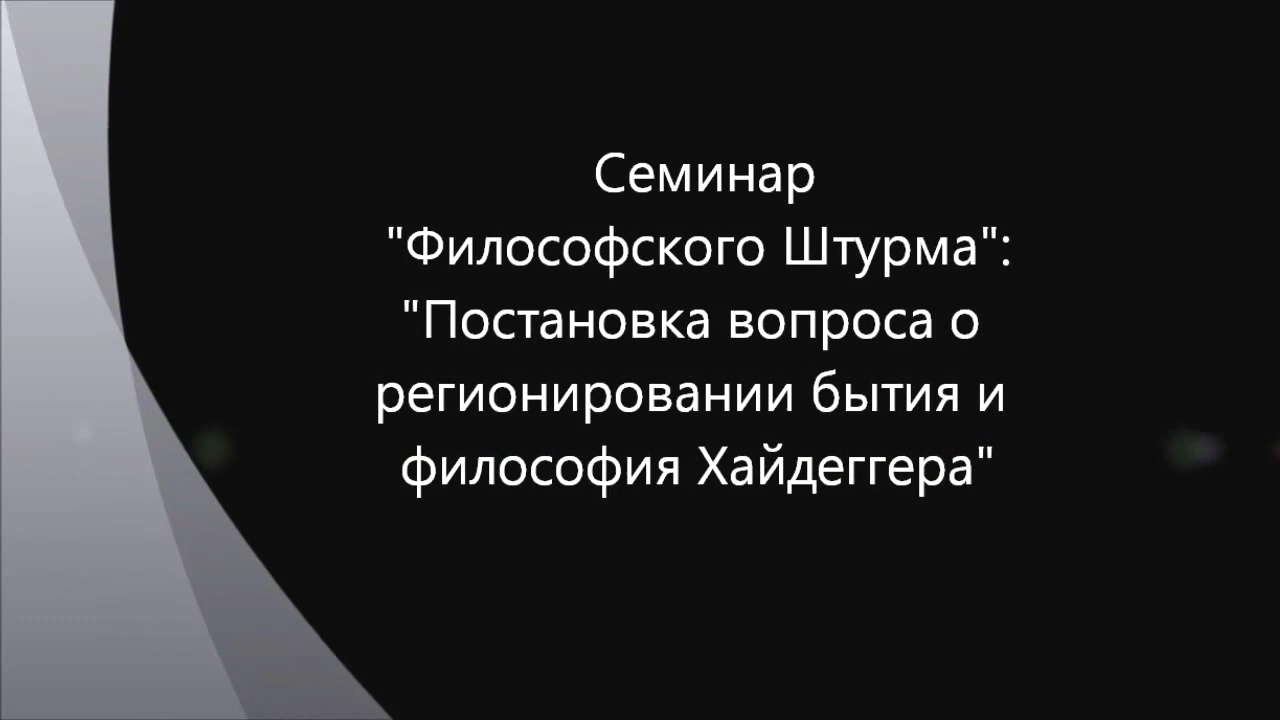 Семинар
"Философского Штурма":
"Постановка вопроса о
регионировании бытия и
философия Хайдеггера"